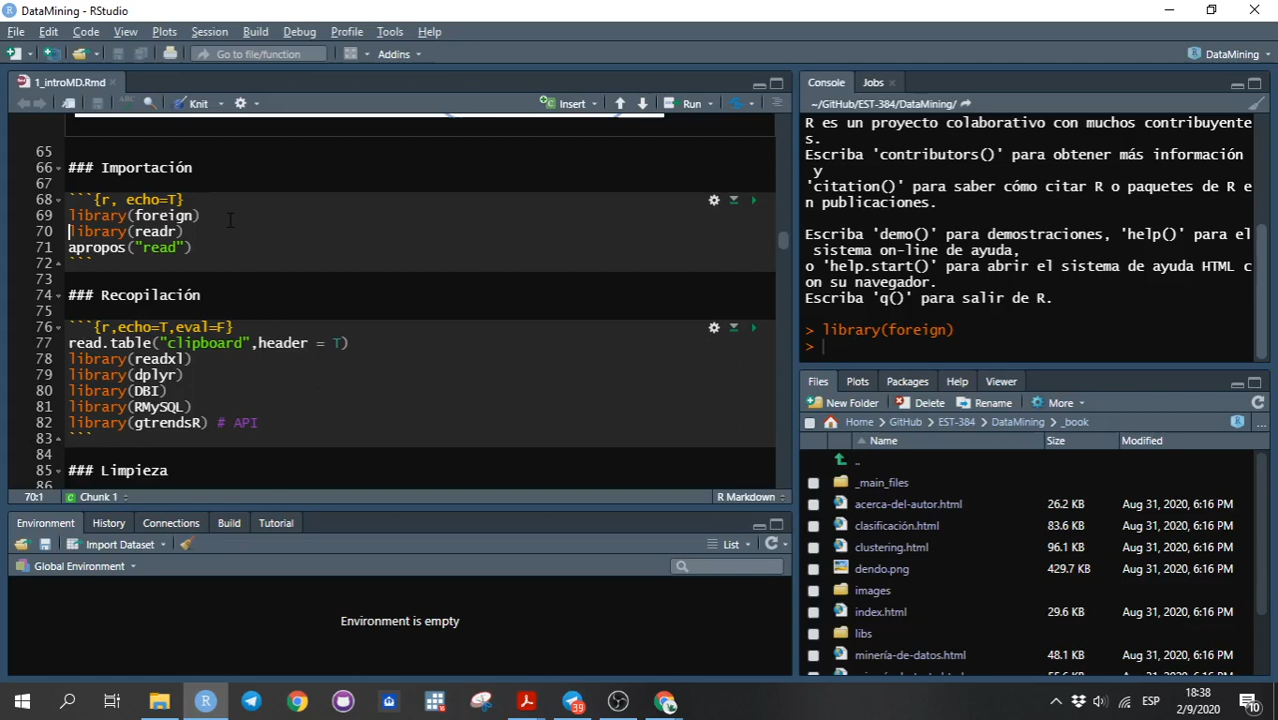 DataMining - RStudio
File Edit Code View Plots Session Build Debug Profile Tools Help
Go to file/function Addins DataMining
1_introMD.Rmd
Knit Insert Run
65
66 ### Importación
67
68 ```{r, echo=T}
69 library(foreign)
70 library(readr)
71 apropos("read")
72 ```
73
74 ### Recopilación
75
76 ```{r,echo=T,eval=F}
77 read.table("clipboard",header = T)
78 library(readxl)
79 library(dplyr)
80 library(DBI)
81 library(RMySQL)
82 library(gtrendsR) # API
83 ```
84
85 ### Limpieza
86
70:1 Chunk 1 R Markdown
Console Jobs
~/GitHub/EST-384/DataMining/
R es un proyecto colaborativo con muchos contribuyente
s.
Escriba 'contributors()' para obtener más información
y
'citation()' para saber cómo citar R o paquetes de R e
n publicaciones.
Escriba 'demo()' para demostraciones, 'help()' para el
sistema on-line de ayuda,
o 'help.start()' para abrir el sistema de ayuda HTML c
on su navegador.
Escriba 'q()' para salir de R.
> library(foreign)
>
Environment History Connections Build Tutorial
Import Dataset List
Global Environment
Environment is empty
Files Plots Packages Help Viewer
New Folder Delete Rename More
Home GitHub EST-384 DataMining _book ...
Name Size Modified
..
_main_files
acerca-del-autor.html 26.2 KB Aug 31, 2020, 6:16 PM
clasificación.html 83.6 KB Aug 31, 2020, 6:16 PM
clustering.html 96.1 KB Aug 31, 2020, 6:16 PM
dendo.png 429.7 KB Aug 31, 2020, 6:16 PM
images
index.html 29.6 KB Aug 31, 2020, 6:16 PM
libs
minería-de-datos.html 48.1 KB Aug 31, 2020, 6:16 PM
39 ESP 18:38
2/9/2020 10